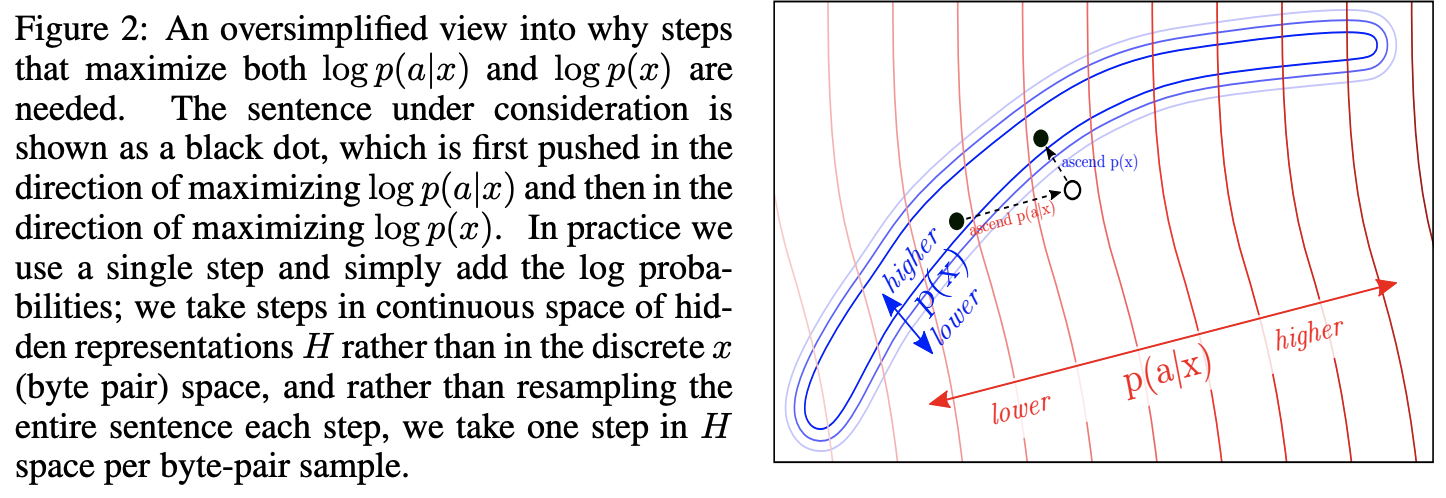 Figure 2: An oversimplified view into why steps
that maximize both log p(a|x) and log p(x) are
needed. The sentence under consideration is
shown as a black dot, which is first pushed in the
direction of maximizing log p(a|x) and then in the
direction of maximizing log p(x). In practice we
use a single step and simply add the log proba-
bilities; we take steps in continuous space of hid-
den representations H rather than in the discrete x
(byte pair) space, and rather than resampling the
entire sentence each step, we take one step in H
space per byte-pair sample.
ascend p(x)
ascend p(a|x)
higher
p(x)
lower
higher
p(a|x)
lower